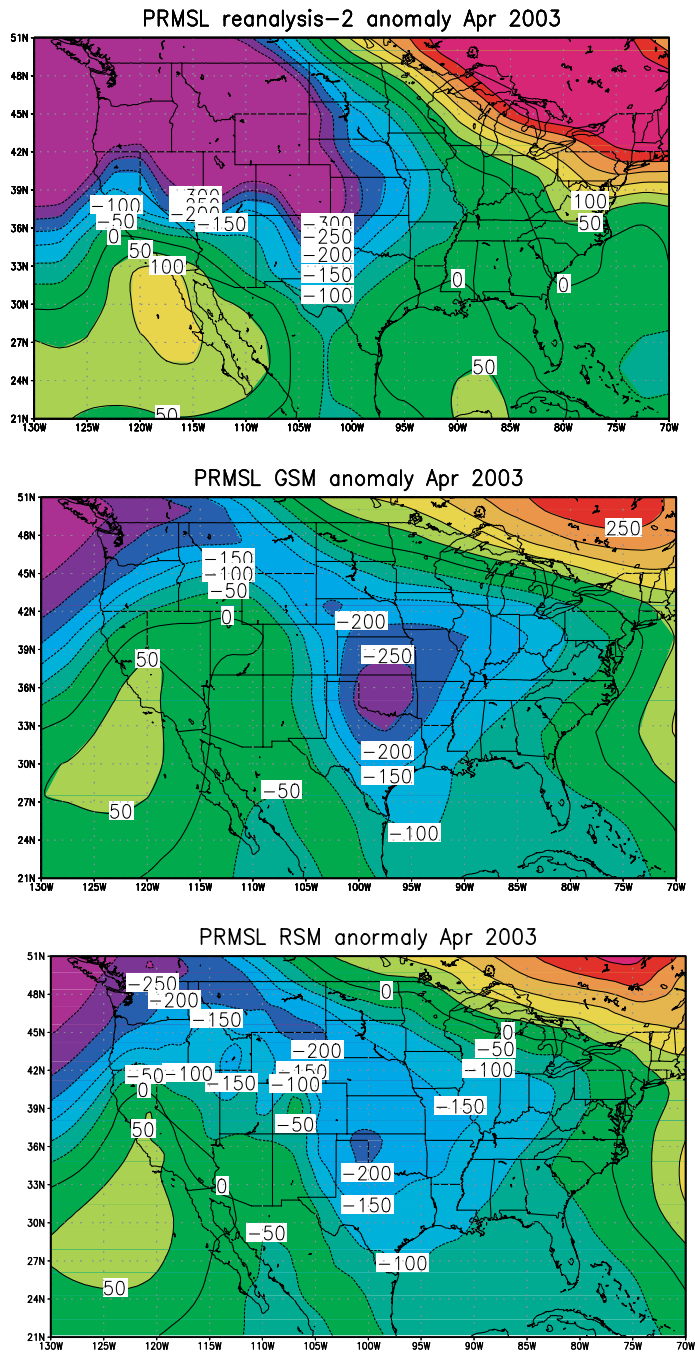 PRMSL reanalysis-2 anomaly Apr 2003
51N
48N
45N
42N
39N
36N
33N
30N
27N
24N
21N
-300
-100
-200
-50
-150
0
50
100
-300
-250
-200
-150
-100
100
50
0
0
50
50
130W 125W 120W 115W 110W 105W 100W 95W 90W 85W 80W 75W 70W
PRMSL GSM anomaly Apr 2003
51N
48N
45N
42N
39N
36N
33N
30N
27N
24N
21N
250
-150
-100
-50
0
-200
50
-250
-200
-150
-50
50
-100
130W 125W 120W 115W 110W 105W 100W 95W 90W 85W 80W 75W 70W
PRMSL RSM anormaly Apr 2003
51N
48N
45N
42N
39N
36N
33N
30N
27N
24N
21N
-250
0
-200
-150
0
-200
-50
-50
-100
-150
-100
-150
-100
0
-150
50
-50
-200
0
-150
-50
-100
50
130W 125W 120W 115W 110W 105W 100W 95W 90W 85W 80W 75W 70W